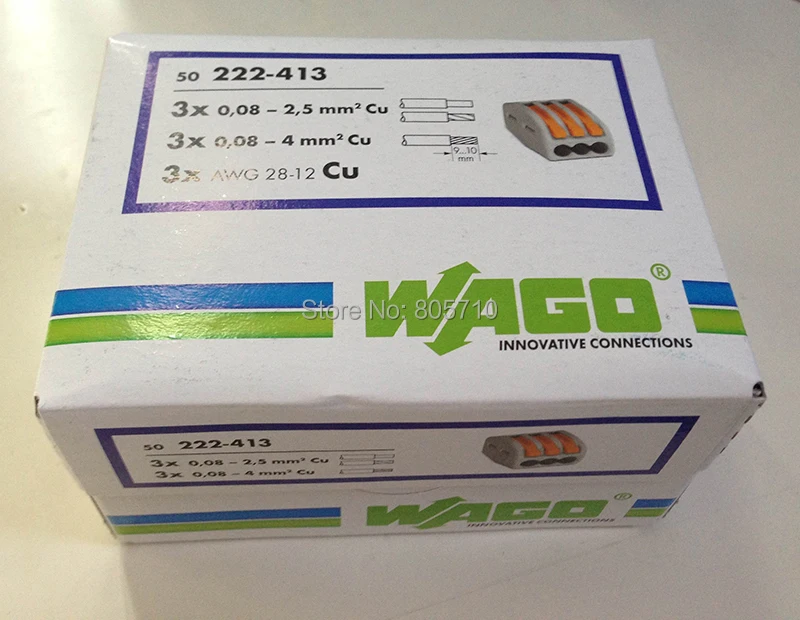 50 222-413
3x 0,08 – 2,5 mm² Cu
3x 0,08 – 4 mm² Cu
9...10
mm
3x AWG 28-12 Cu
WAGO®
Store No: 805710
INNOVATIVE CONNECTIONS
50 222-413
3x 0,08 – 2,5 mm² Cu
3x 0,08 – 4 mm² Cu
WAGO®
INNOVATIVE CONNECTIONS